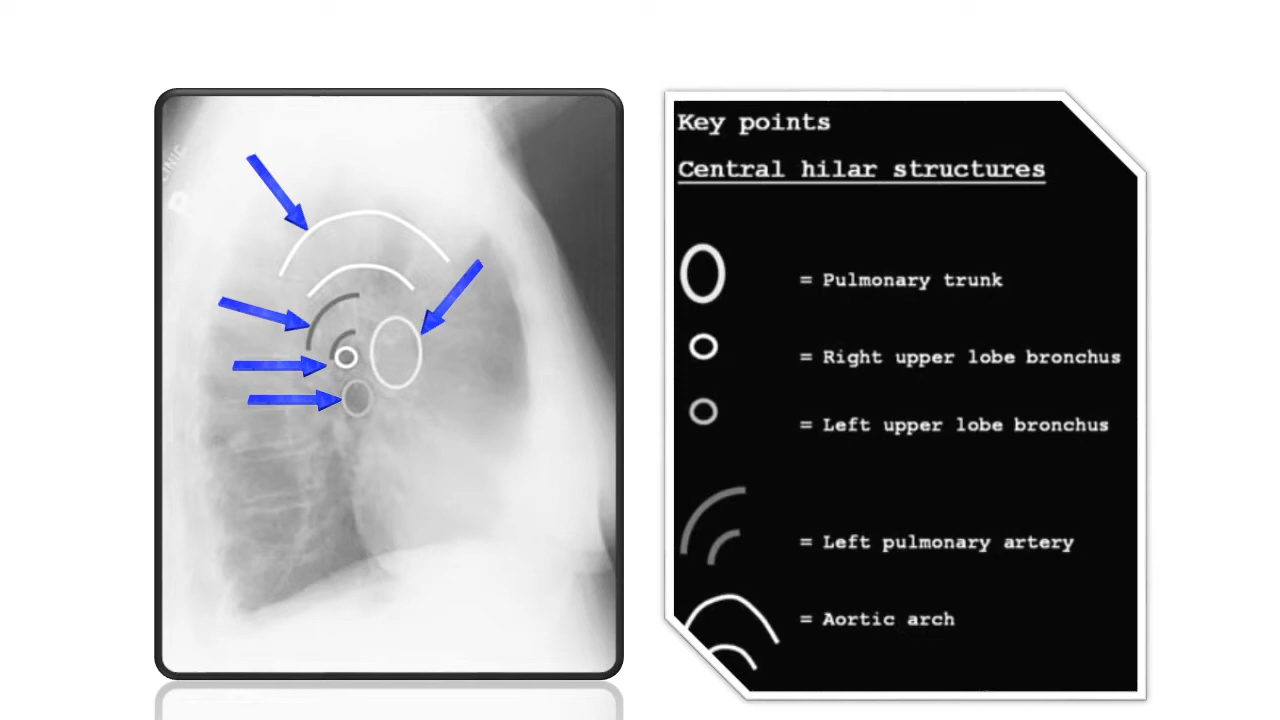 INIC
Key points
Central hilar structures
= Pulmonary trunk
= Right upper lobe bronchus
= Left upper lobe bronchus
= Left pulmonary artery
= Aortic arch